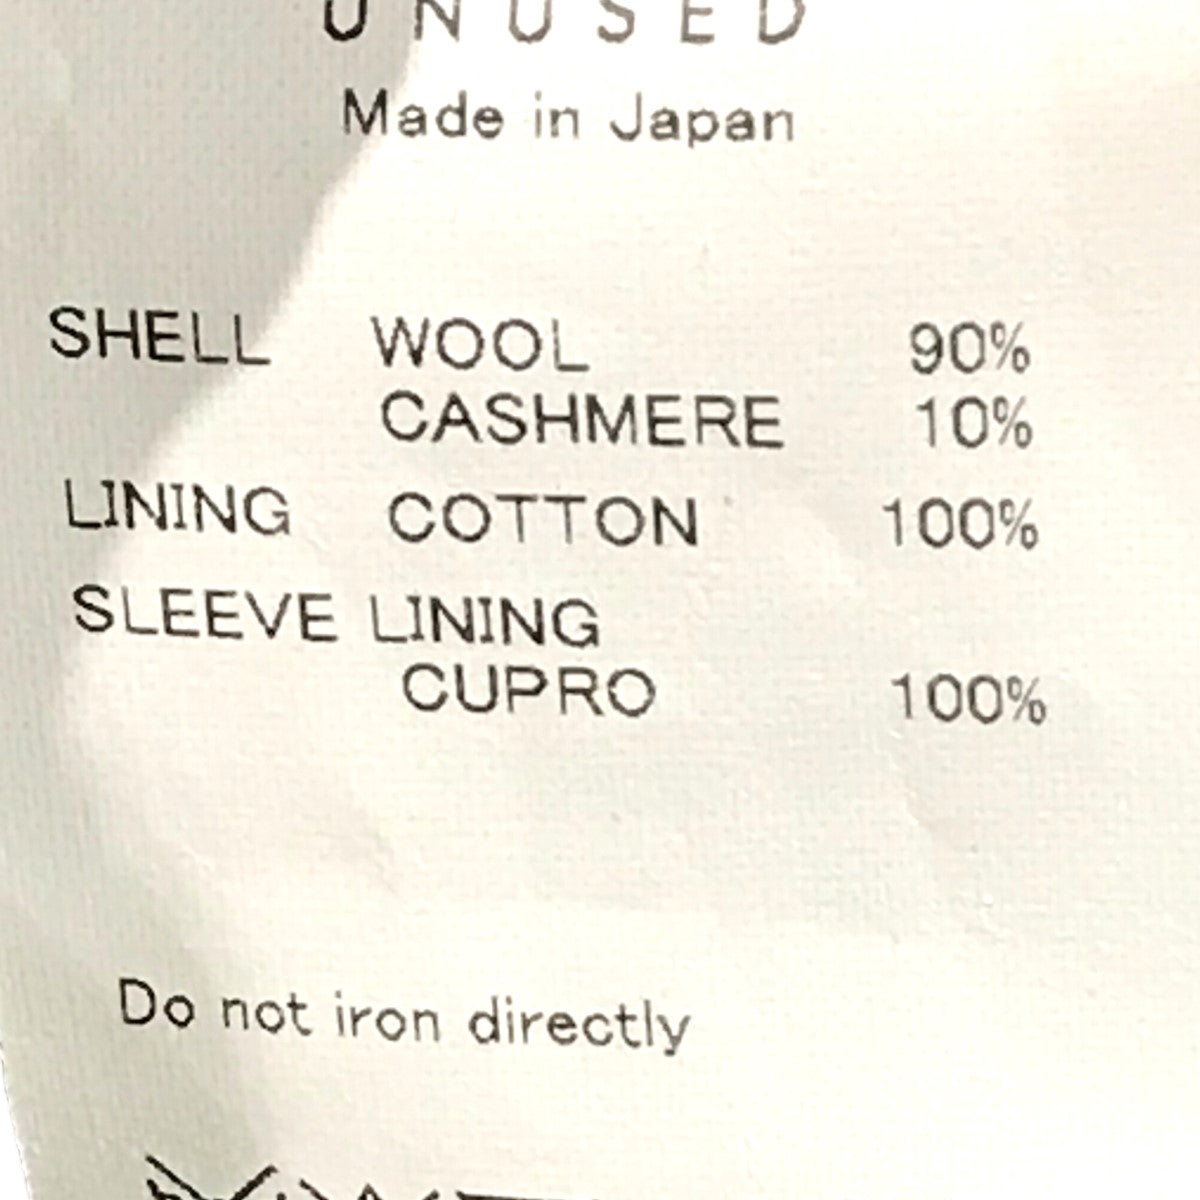 UNUSED
Made in Japan
SHELL WOOL 90%
CASHMERE 10%
LINING COTTON 100%
SLEEVE LINING
CUPRO 100%
Do not iron directly